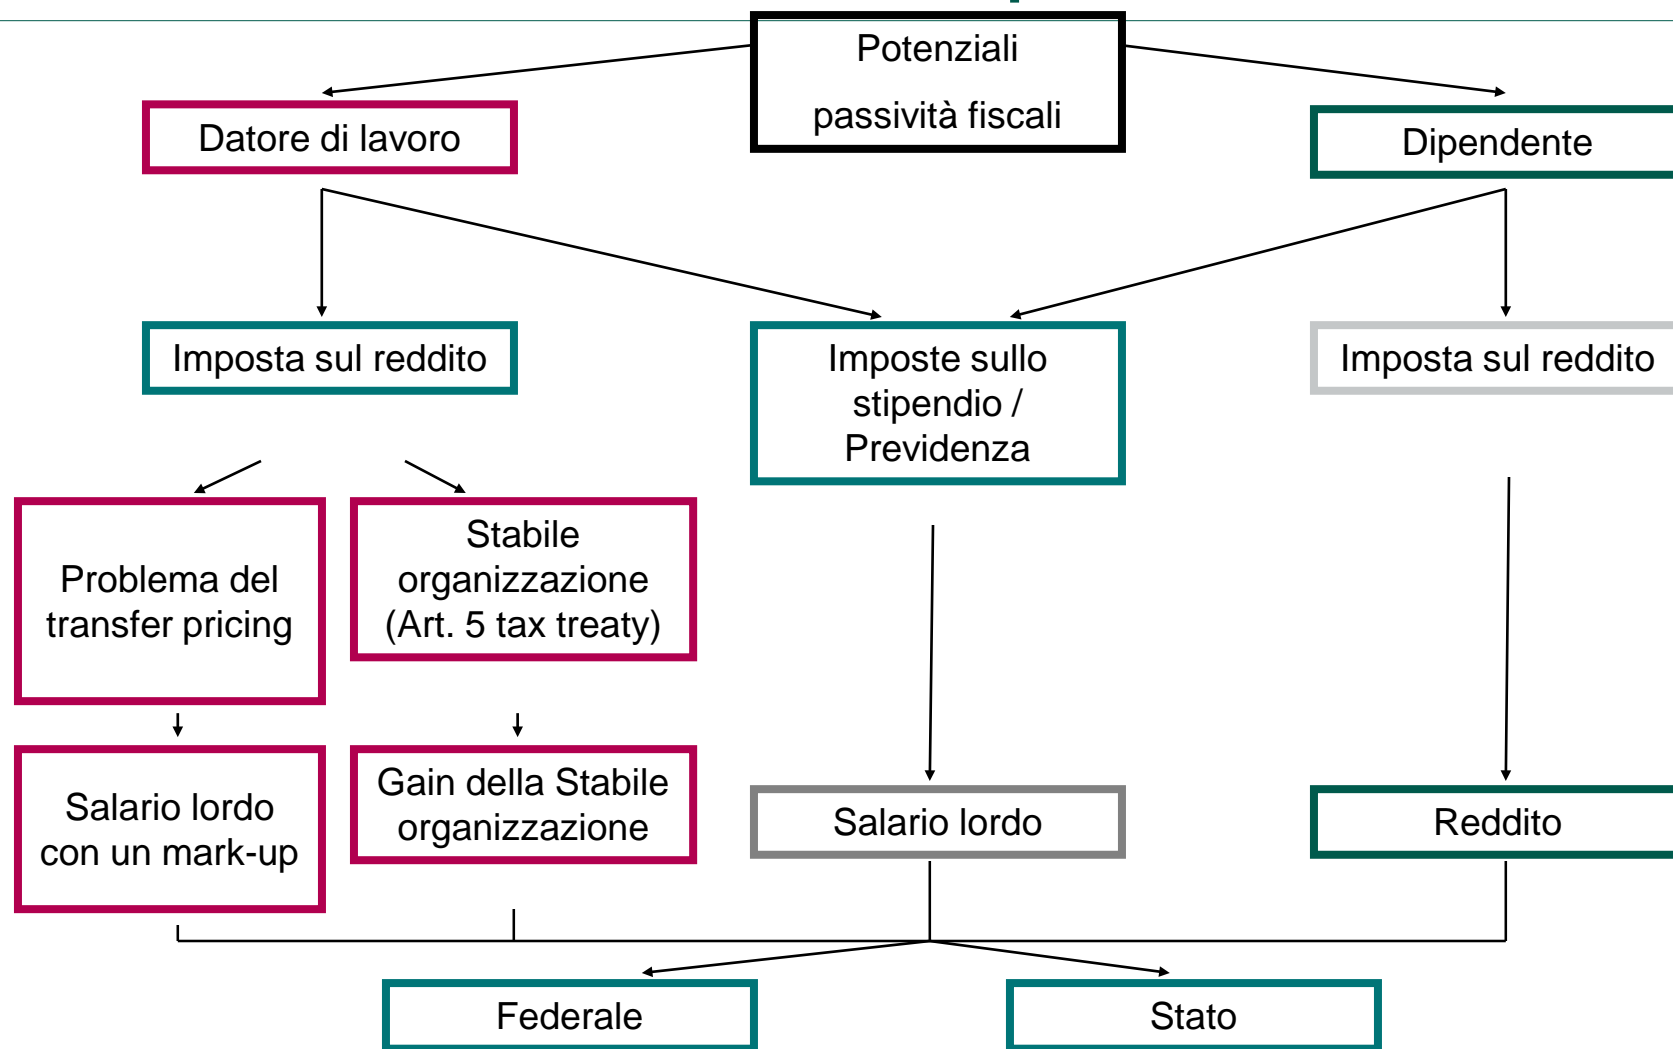 Potenziali
passività fiscali
Datore di lavoro
Dipendente
Imposta sul reddito
Imposte sullo
stipendio /
Previdenza
Imposta sul reddito
Problema del
transfer pricing
Stabile
organizzazione
(Art. 5 tax treaty)
Salario lordo
con un mark-up
Gain della Stabile
organizzazione
Salario lordo
Reddito
Federale
Stato